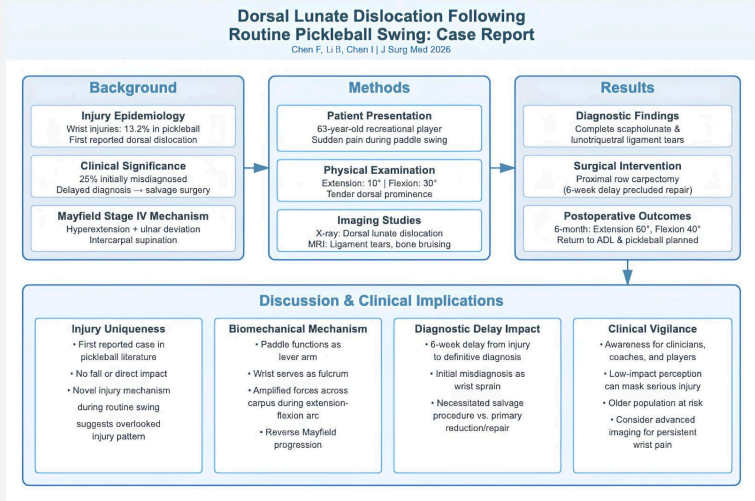 Dorsal Lunate Dislocation Following
Routine Pickleball Swing: Case Report
Chen F, Li B, Chen I | J Surg Med 2026
Background
Injury Epidemiology
Wrist injuries: 13.2% in pickleball
First reported dorsal dislocation
Clinical Significance
25% initially misdiagnosed
Delayed diagnosis → salvage surgery
Mayfield Stage IV Mechanism
Hyperextension + ulnar deviation
Intercarpal supination
Methods
Patient Presentation
63-year-old recreational player
Sudden pain during paddle swing
Physical Examination
Extension: 10° | Flexion: 30°
Tender dorsal prominence
Imaging Studies
X-ray: Dorsal lunate dislocation
MRI: Ligament tears, bone bruising
Results
Diagnostic Findings
Complete scapholunate &
lunotriquetral ligament tears
Surgical Intervention
Proximal row carpectomy
(6-week delay precluded repair)
Postoperative Outcomes
6-month: Extension 60°, Flexion 40°
Return to ADL & pickleball planned
Discussion & Clinical Implications
Injury Uniqueness
• First reported case in
pickleball literature
• No fall or direct impact
• Novel injury mechanism
during routine swing
suggests overlooked
injury pattern
Biomechanical Mechanism
• Paddle functions as
lever arm
• Wrist serves as fulcrum
• Amplified forces across
carpus during extension-
flexion arc
• Reverse Mayfield
progression
Diagnostic Delay Impact
• 6-week delay from injury
to definitive diagnosis
• Initial misdiagnosis as
wrist sprain
• Necessitated salvage
procedure vs. primary
reduction/repair
Clinical Vigilance
• Awareness for clinicians,
coaches, and players
• Low-impact perception
can mask serious injury
• Older population at risk
• Consider advanced
imaging for persistent
wrist pain